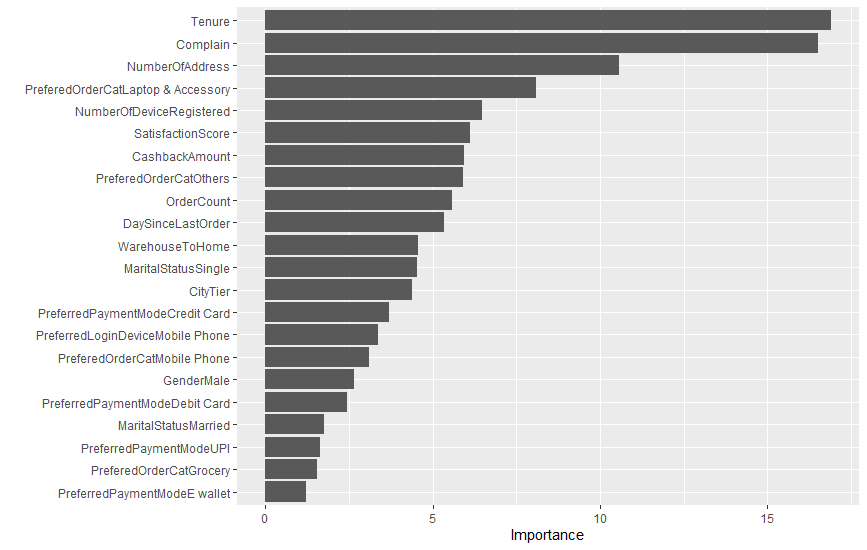 Tenure
Complain
NumberOfAddress
PreferedOrderCatLaptop & Accessory
NumberOfDeviceRegistered
SatisfactionScore
CashbackAmount
PreferedOrderCatOthers
OrderCount
DaySinceLastOrder
WarehouseToHome
MaritalStatusSingle
CityTier
PreferredPaymentModeCredit Card
PreferredLoginDeviceMobile Phone
PreferedOrderCatMobile Phone
GenderMale
PreferredPaymentModeDebit Card
MaritalStatusMarried
PreferredPaymentModeUPI
PreferedOrderCatGrocery
PreferredPaymentModeE wallet
0 5 10 15
Importance